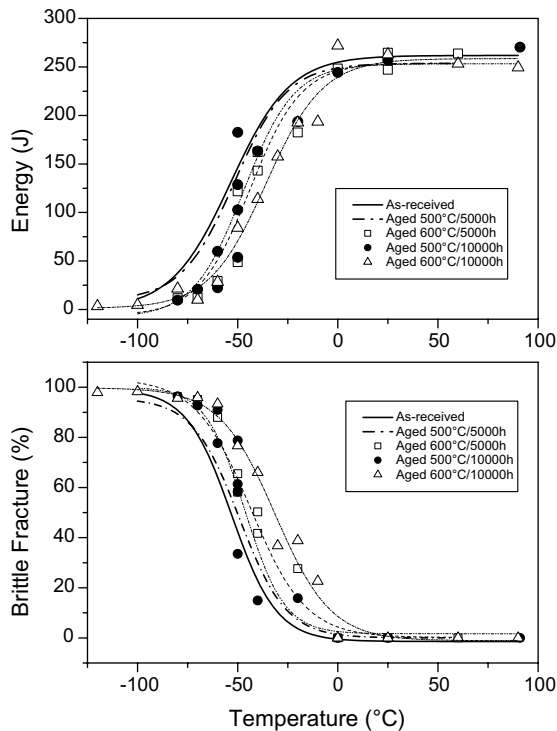 300
250
200
150
100
50
0
Energy (J)
As-received
Aged 500°C/5000h
Aged 600°C/5000h
Aged 500°C/10000h
Aged 600°C/10000h
-100
-50
0
50
100
100
80
60
40
20
0
Brittle Fracture (%)
As-received
Aged 500°C/5000h
Aged 600°C/5000h
Aged 500°C/10000h
Aged 600°C/10000h
-100
-50
0
50
100
Temperature (°C)